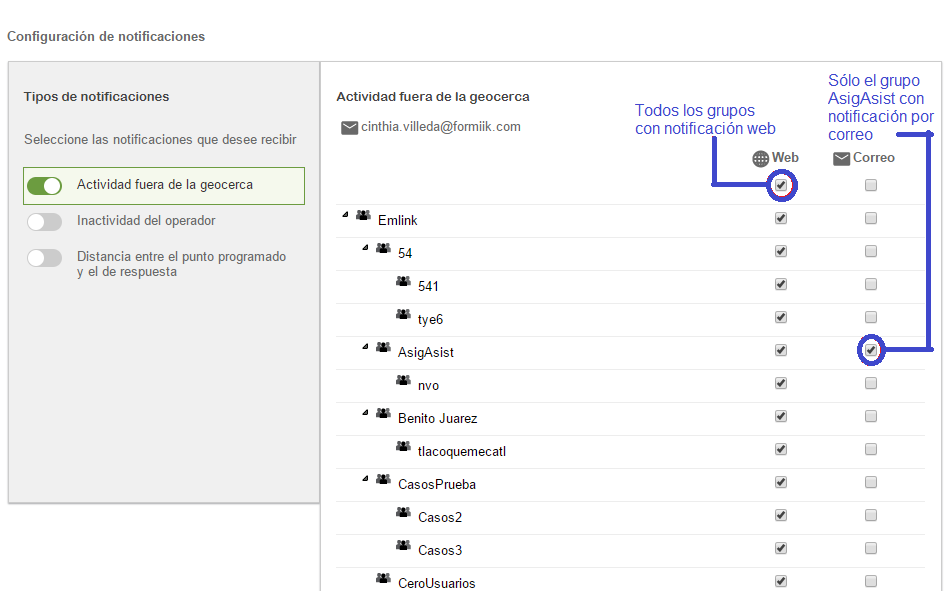 Configuración de notificaciones
Tipos de notificaciones
Seleccione las notificaciones que desee recibir
Actividad fuera de la geocerca
Inactividad del operador
Distancia entre el punto programado
y el de respuesta
Actividad fuera de la geocerca
cinthia.villeda@formiik.com
Todos los grupos
con notificación web
Sólo el grupo
AsigAsist con
notificación por
correo
Web
Correo
Emlink
54
541
tye6
AsigAsist
nvo
Benito Juarez
tlacoquemecatl
CasosPrueba
Casos2
Casos3
CeroUsuarios